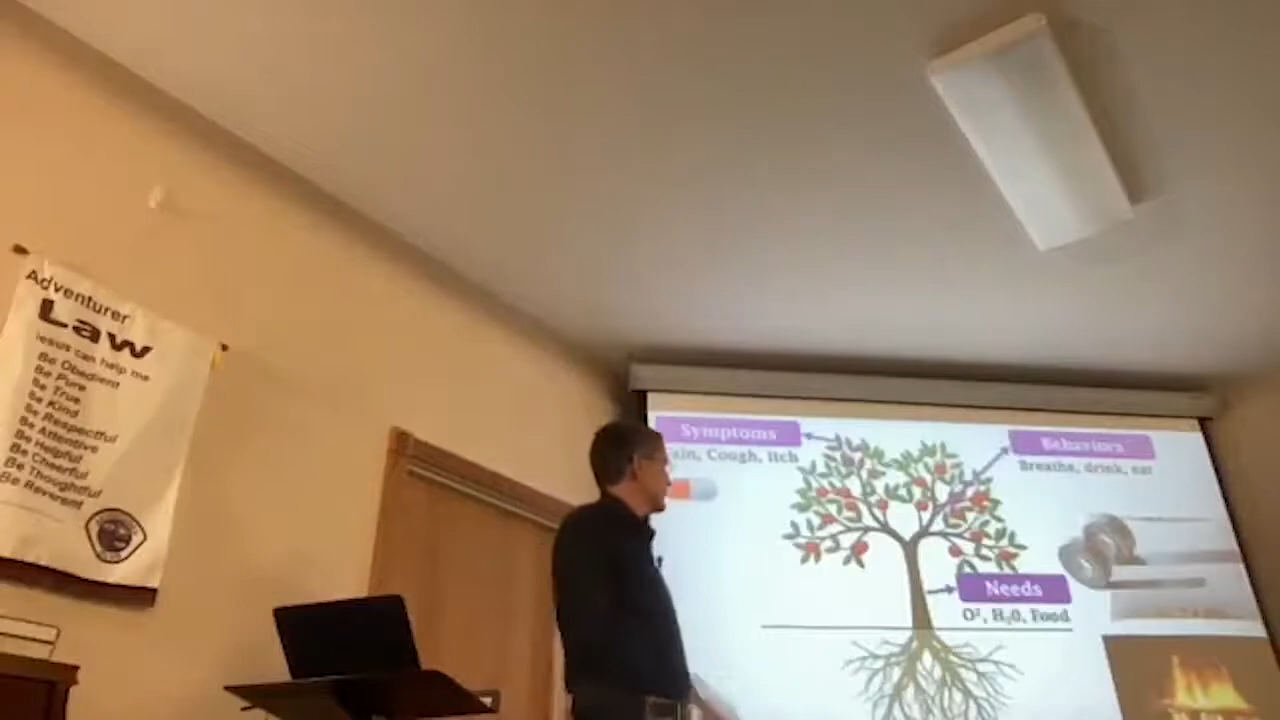 Adventurer
Law
Jesus can help me
Be Obedient
Be Pure
Be True
Be Kind
Be Respectful
Be Attentive
Be Helpful
Be Cheerful
Be Thoughtful
Be Reverent
Symptoms
ain, Cough, Itch
Behaviors
Breathe, drink, eat
Needs
O², H₂0, Food